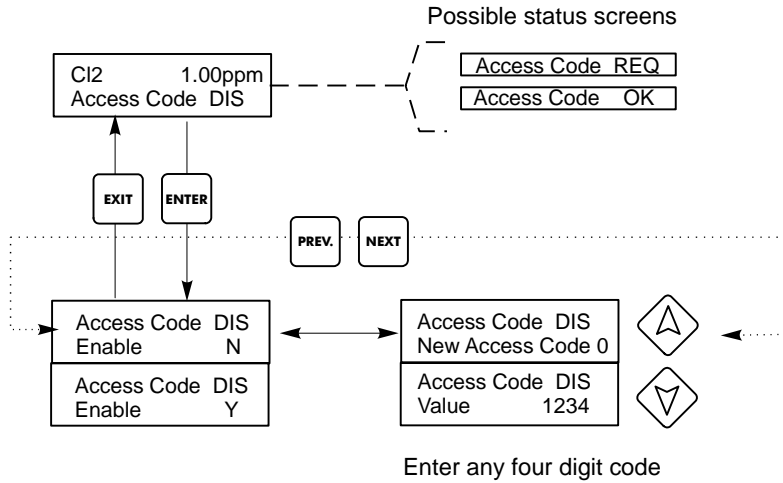 Possible status screens
Cl2 1.00ppm
Access Code DIS
Access Code REQ
Access Code OK
EXIT
ENTER
PREV.
NEXT
Access Code DIS
Enable N
Access Code DIS
Enable Y
Access Code DIS
New Access Code 0
Access Code DIS
Value 1234
Enter any four digit code